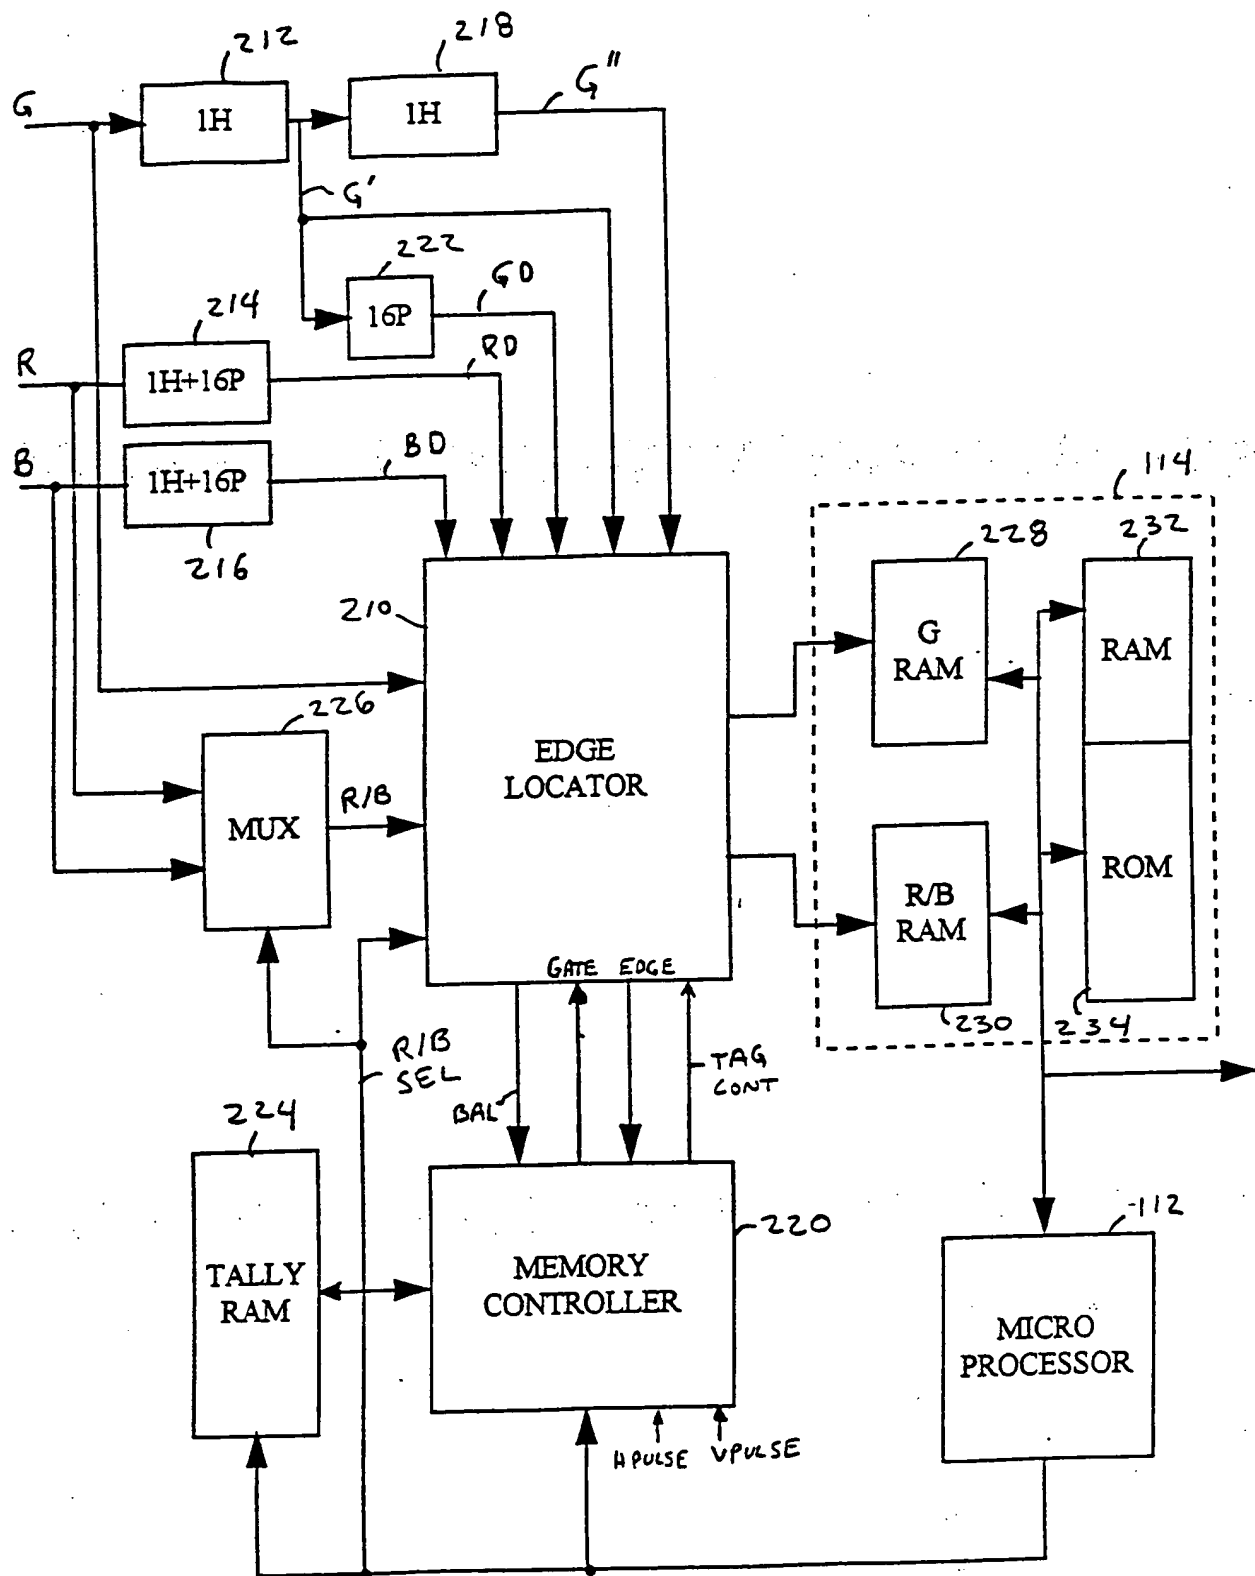 212
218
G
1H
1H
G"
G'
222
16P
GD
214
R
1H+16P
RD
B
1H+16P
BD
216
114
228
232
210
G
RAM
RAM
226
EDGE
LOCATOR
R/B
MUX
R/B
RAM
ROM
GATE
EDGE
230
234
R/B
SEL
TAG
CONT
BAL
224
112
220
TALLY
RAM
MEMORY
CONTROLLER
MICRO
PROCESSOR
H PULSE
V PULSE